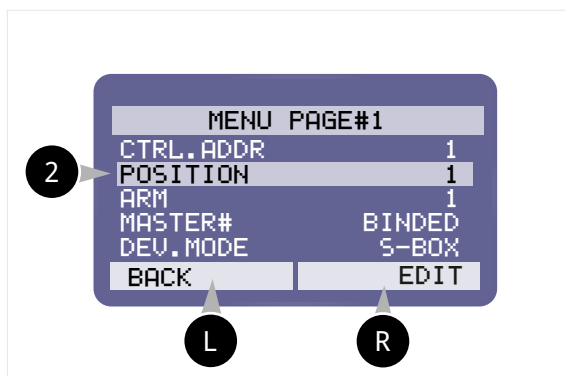 MENU PAGE#1
CTRL.ADDR 1
2 POSITION 1
ARM 1
MASTER# BINDED
DEV.MODE S-BOX
BACK EDIT
L R